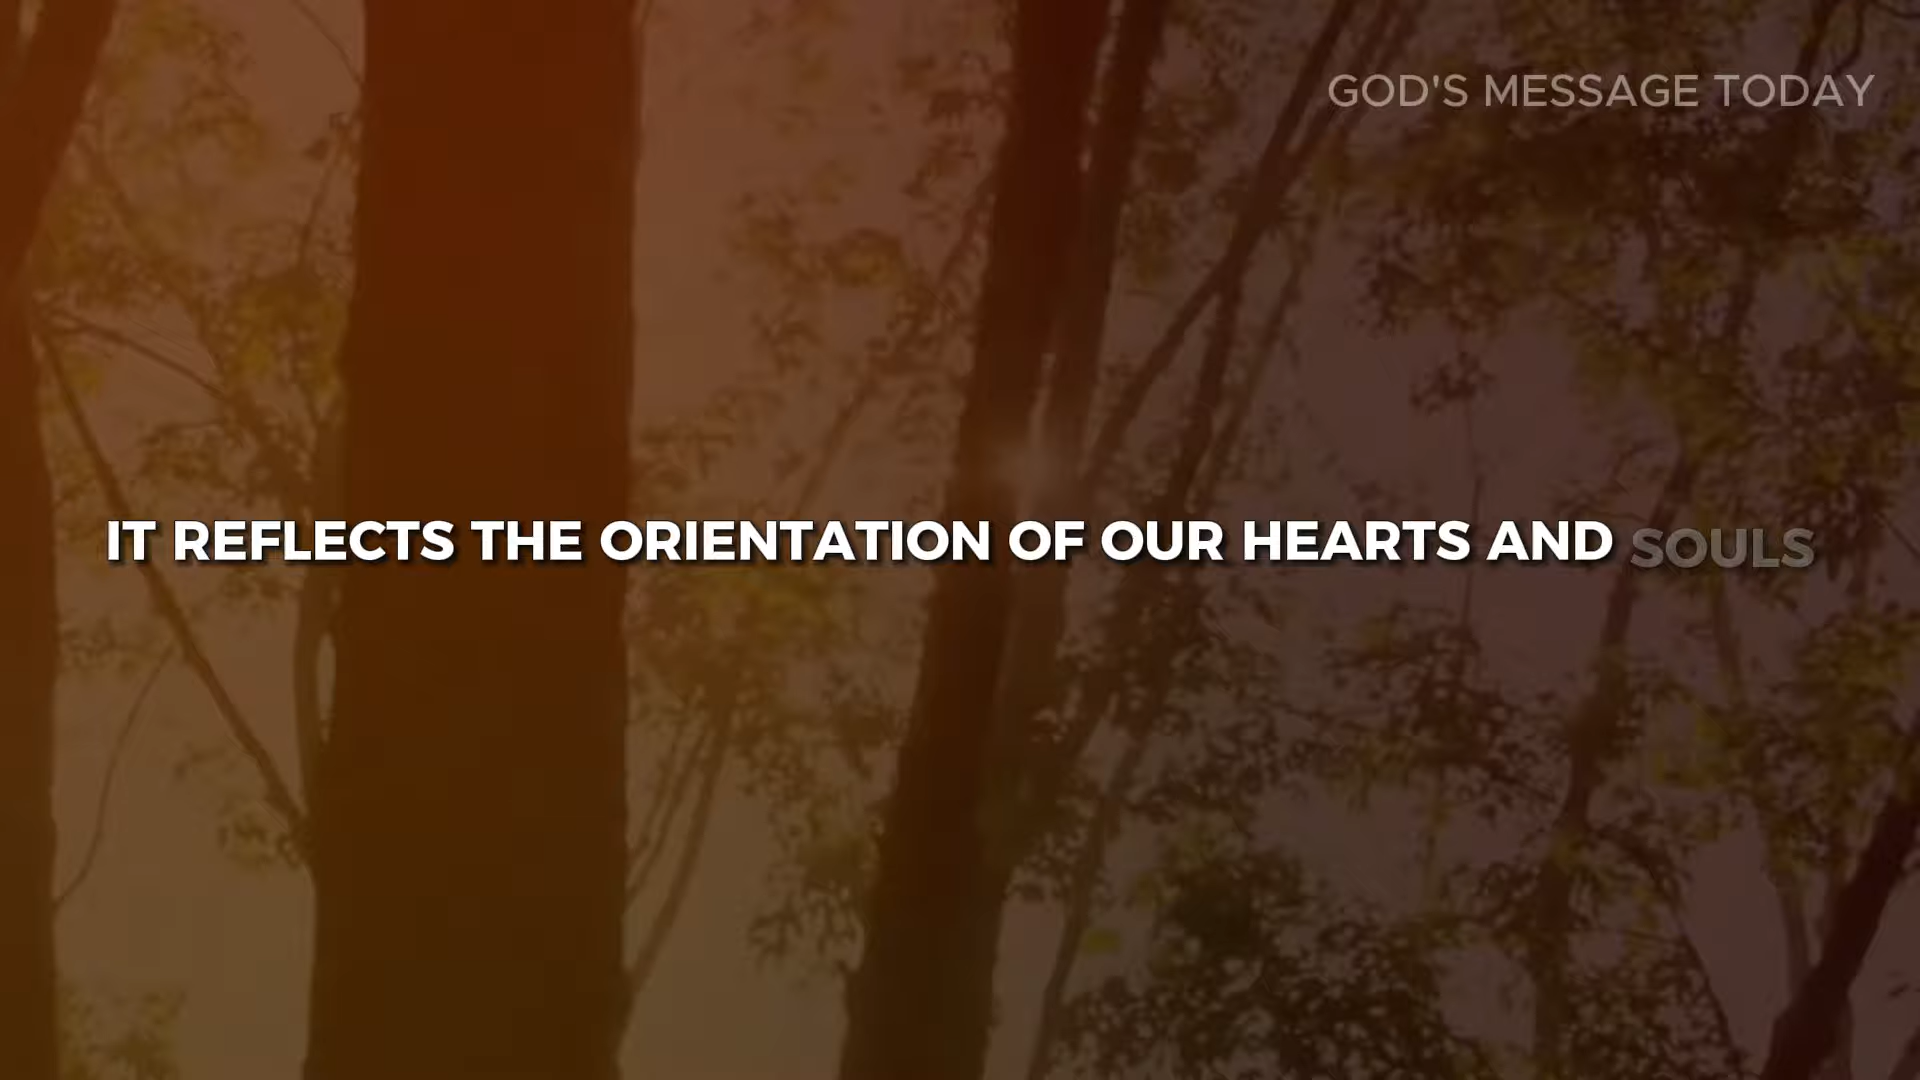 GOD'S MESSAGE TODAY
IT REFLECTS THE ORIENTATION OF OUR HEARTS AND SOULS